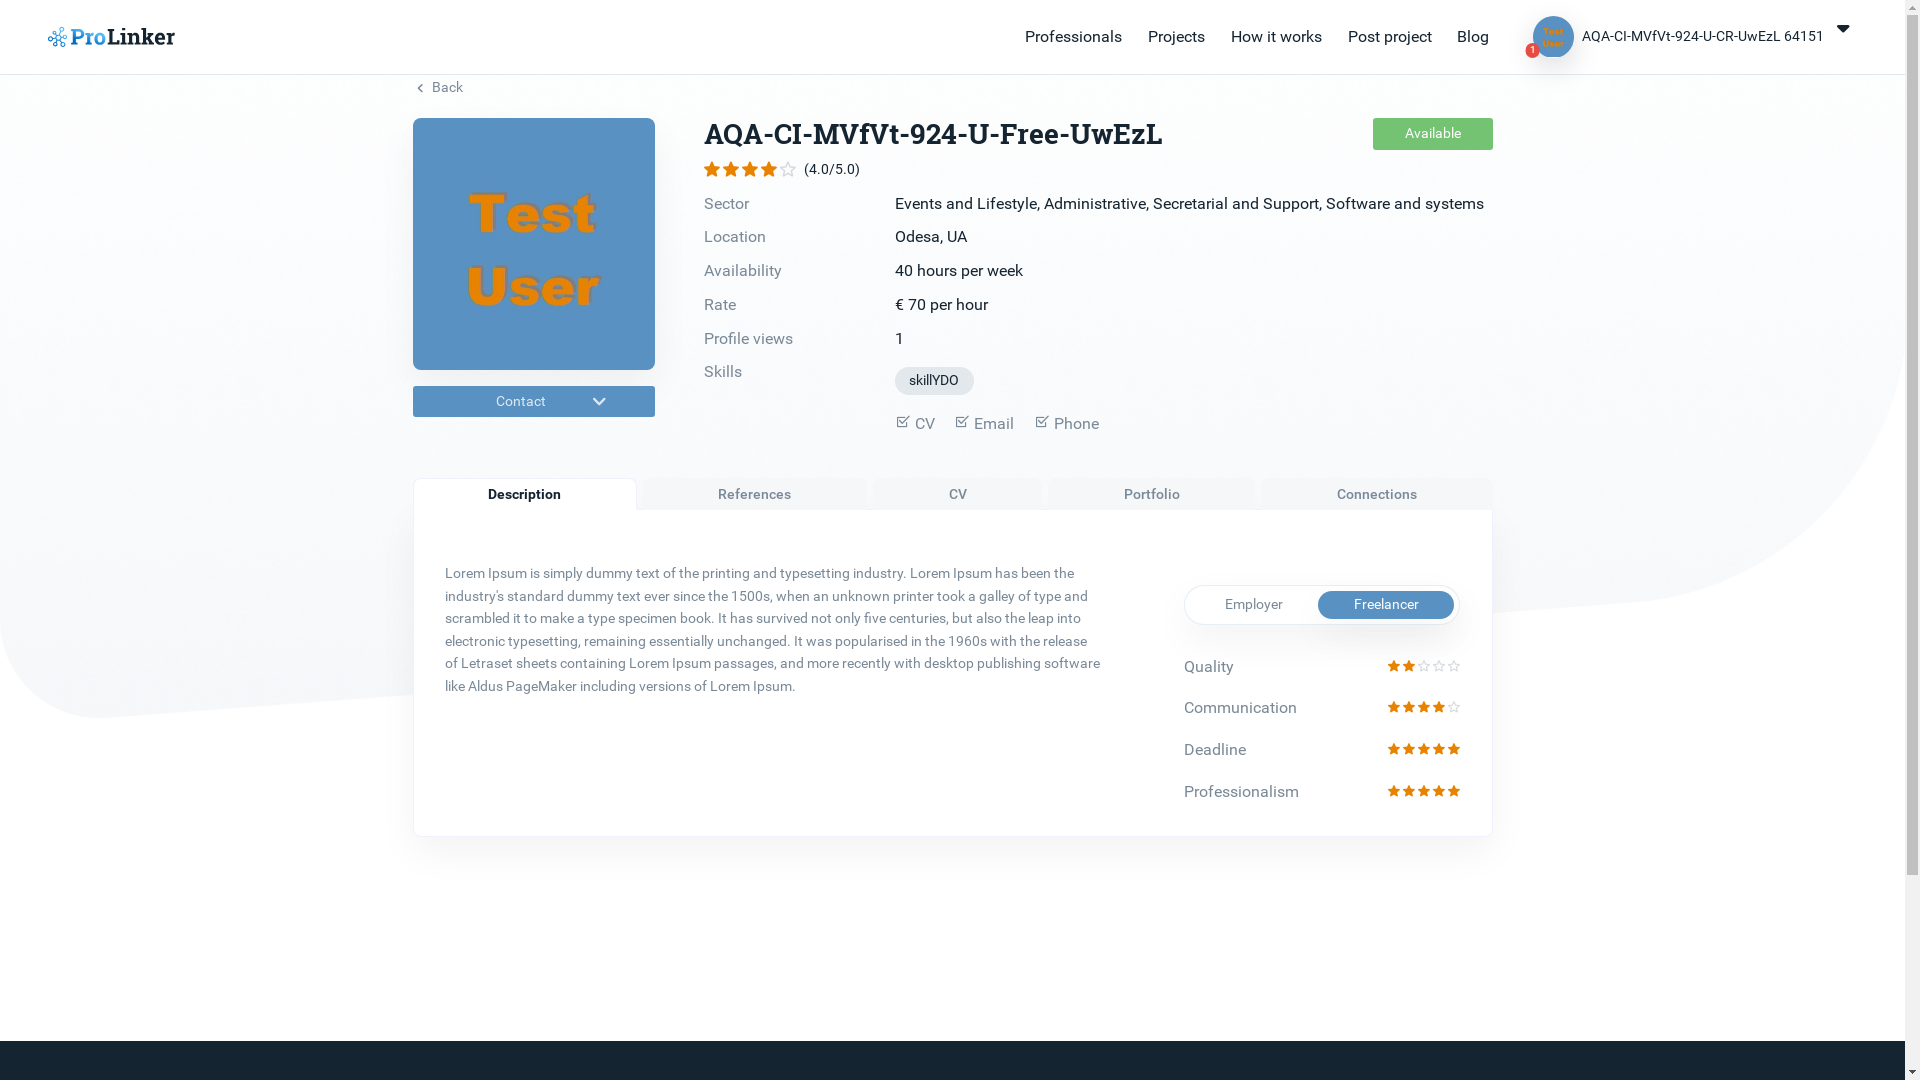 ProLinker
Professionals
Projects
How it works
Post project
Blog
Test
User
1
AQA-CI-MVfVt-924-U-CR-UwEzL 64151
Back
Test
User
Contact
AQA-CI-MVfVt-924-U-Free-UwEzL
Available
(4.0/5.0)
Sector
Events and Lifestyle, Administrative, Secretarial and Support, Software and systems
Location
Odesa, UA
Availability
40 hours per week
Rate
€ 70 per hour
Profile views
1
Skills
skillYDO
CV
Email
Phone
Description
References
CV
Portfolio
Connections
Lorem Ipsum is simply dummy text of the printing and typesetting industry. Lorem Ipsum has been the
industry's standard dummy text ever since the 1500s, when an unknown printer took a galley of type and
scrambled it to make a type specimen book. It has survived not only five centuries, but also the leap into
electronic typesetting, remaining essentially unchanged. It was popularised in the 1960s with the release
of Letraset sheets containing Lorem Ipsum passages, and more recently with desktop publishing software
like Aldus PageMaker including versions of Lorem Ipsum.
Employer
Freelancer
Quality
Communication
Deadline
Professionalism